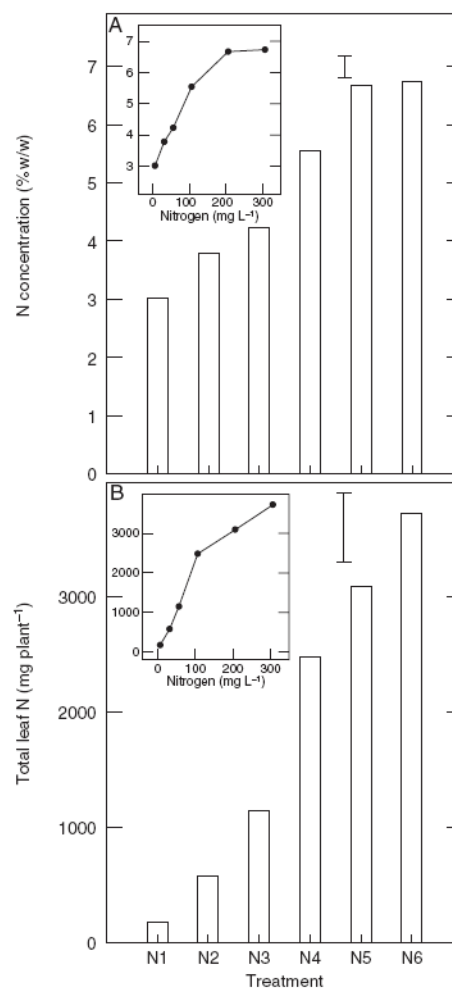 A
7
6
5
4
3
0 100 200 300
Nitrogen (mg L⁻¹)
7
6
5
4
3
2
1
0
N concentration (% w/w)
B
3000
2000
1000
0
0 100 200 300
Nitrogen (mg L⁻¹)
3000
2000
1000
0
Total leaf N (mg plant⁻¹)
N1 N2 N3 N4 N5 N6
Treatment